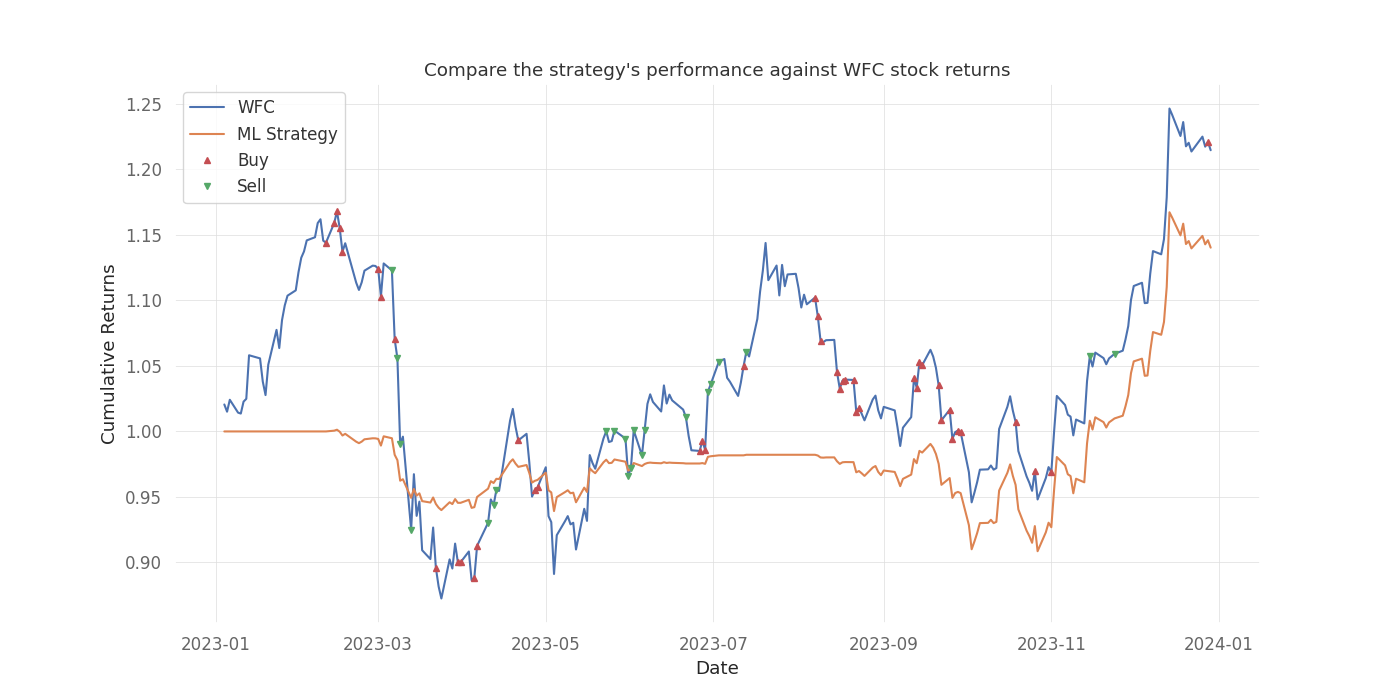 Compare the strategy's performance against WFC stock returns
WFC
ML Strategy
Buy
Sell
Cumulative Returns
1.25
1.20
1.15
1.10
1.05
1.00
0.95
0.90
2023-01
2023-03
2023-05
2023-07
2023-09
2023-11
2024-01
Date